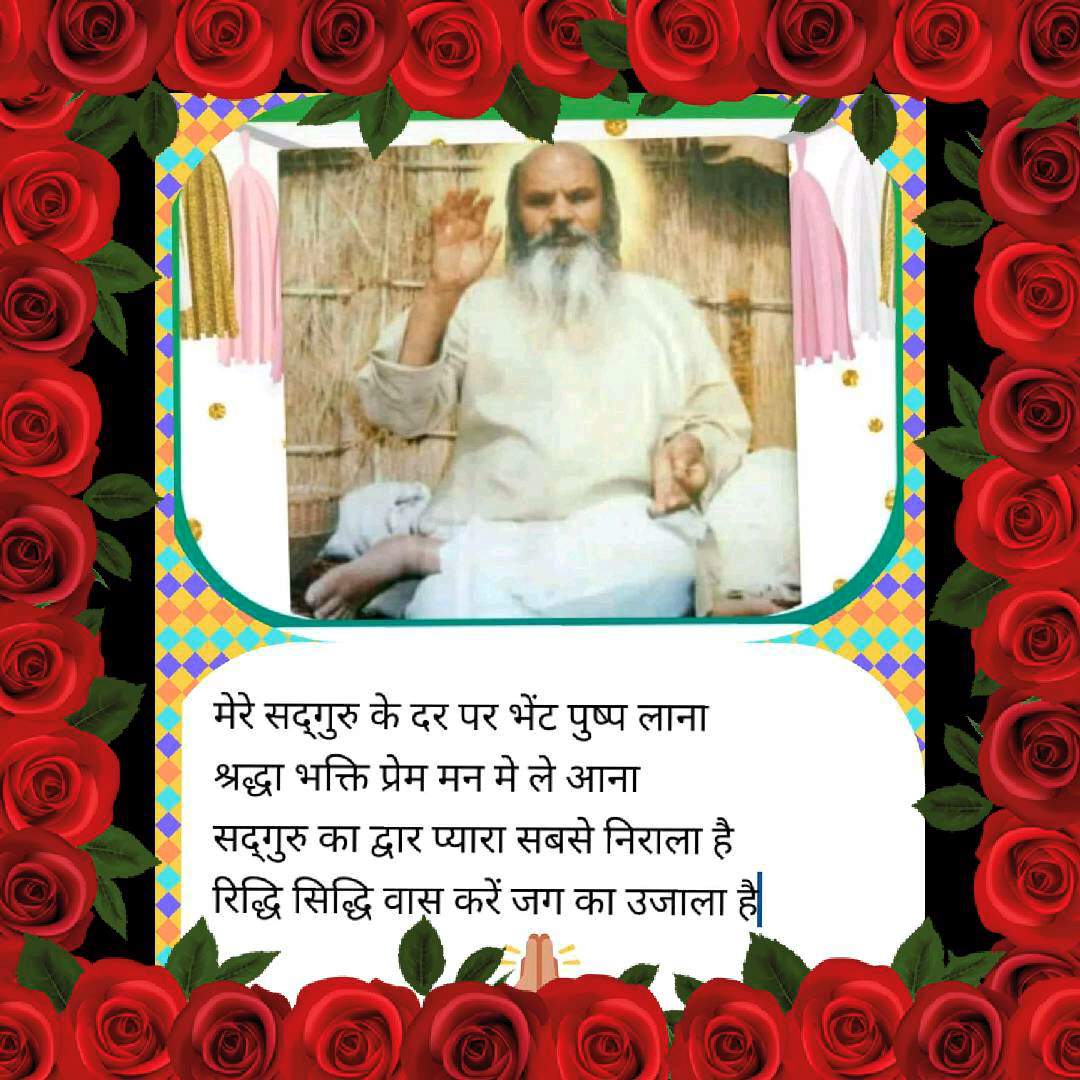 मेरे सद्गुरु के दर पर भेंट पुष्प लाना
श्रद्धा भक्ति प्रेम मन मे ले आना
सद्गुरु का द्वार प्यारा सबसे निराला है
रिद्धि सिद्धि वास करें जग का उजाला है